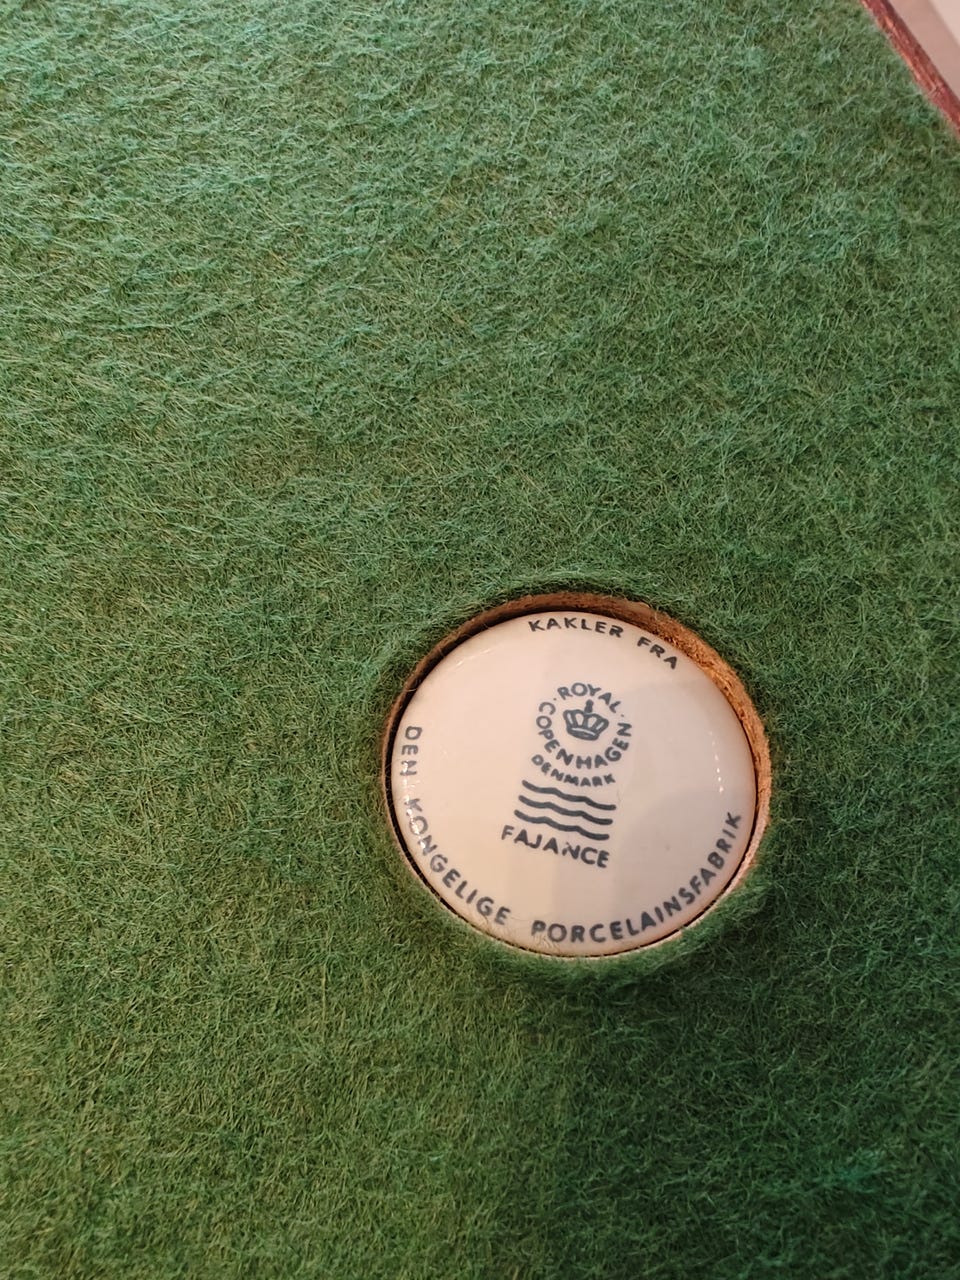 KAKLER FRA
ROYAL
COPENHAGEN
DENMARK
FAJANCE
DEN KONGELIGE PORCELAINSFABRIK